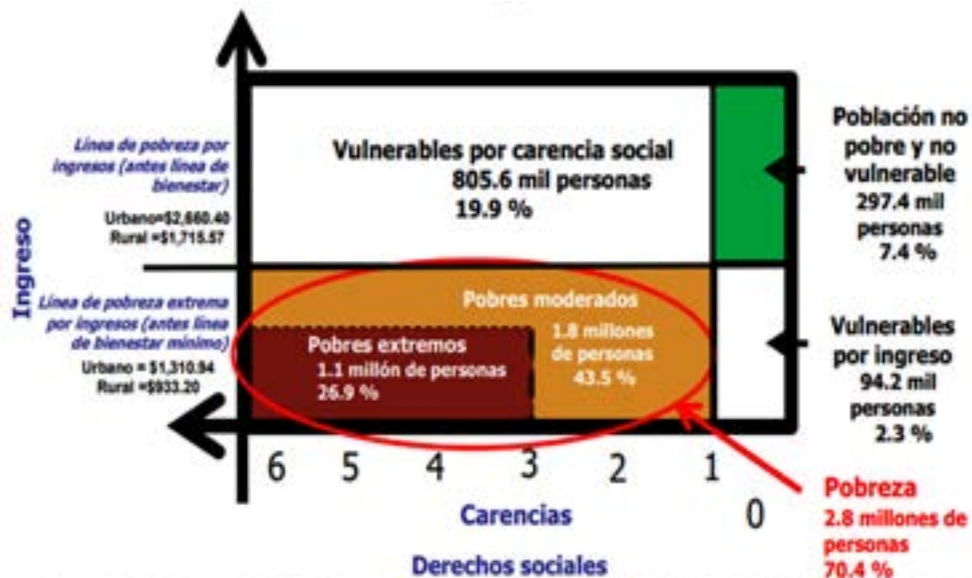 Ingreso
Línea de pobreza por
ingresos (antes línea de
bienestar)
Urbano=$2,660.40
Rural =$1,715.57
Línea de pobreza extrema
por ingresos (antes línea
de bienestar mínimo)
Urbano = $1,310.94
Rural =$933.20
Vulnerables por carencia social
805.6 mil personas
19.9 %
Población no
pobre y no
vulnerable
297.4 mil
personas
7.4 %
Pobres moderados
1.8 millones
de personas
43.5 %
Pobres extremos
1.1 millón de personas
26.9 %
Vulnerables
por ingreso
94.2 mil
personas
2.3 %
6 5 4 3 2 1 0
Carencias
Derechos sociales
Pobreza
2.8 millones de
personas
70.4 %